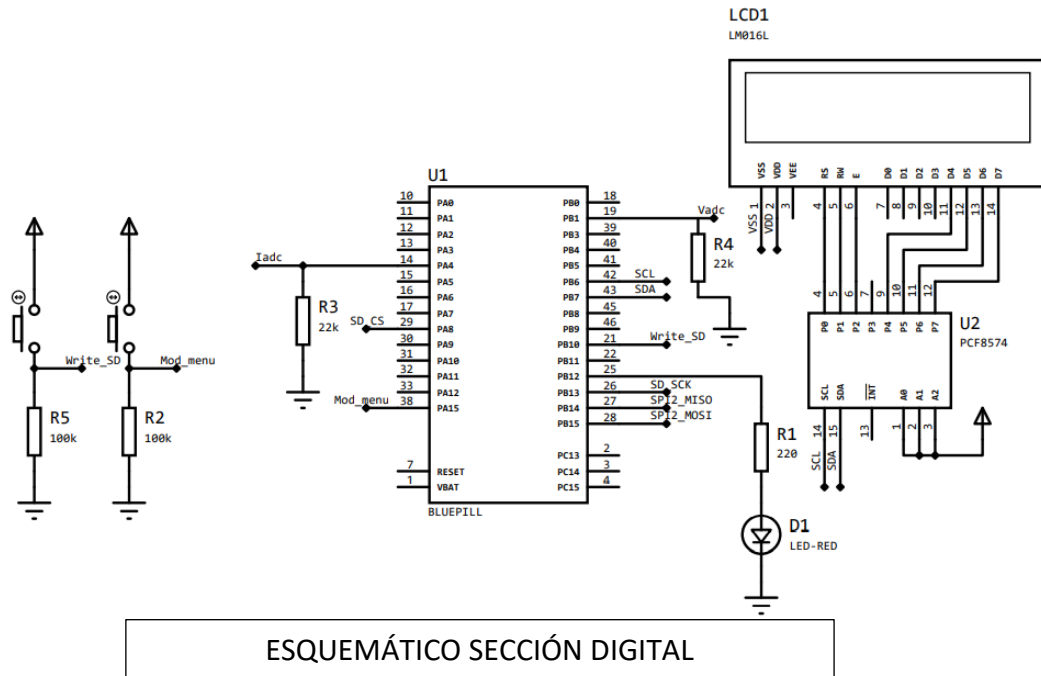 LCD1
LM016L
VSS
VDD
VEE
RS
RW
E
D0
D1
D2
D3
D4
D5
D6
D7
1
2
3
4
5
6
7
8
9
10
11
12
13
14
VSS
VDD
U1
10 PA0 PB0 18
11 PA1 PB1 19 Vadc
12 PA2 PB3 39
13 PA3 PB4 40
Iadc 14 PA4 PB5 41
15 PA5 PB6 42 SCL
16 PA6 PB7 43 SDA
17 PA7 PB8 45
SD_CS 29 PA8 PB9 46
30 PA9 PB10 21 Write_SD
31 PA10 PB11 22
32 PA11 PB12 25
33 PA12 PB13 26 SD_SCK
Mod_menu 38 PA15 PB14 27 SPI2_MISO
PB15 28 SPI2_MOSI
PC13 2
7 RESET PC14 3
1 VBAT PC15 4
BLUEPILL
R4
22k
R3
22k
Write_SD
Mod_menu
R5
100k
R2
100k
R1
220
D1
LED-RED
4
5
6
7
9
10
11
12
P0
P1
P2
P3
P4
P5
P6
P7
U2
PCF8574
SCL
SDA
INT
A0
A1
A2
14
15
13
1
2
3
SCL
SDA
ESQUEMÁTICO SECCIÓN DIGITAL